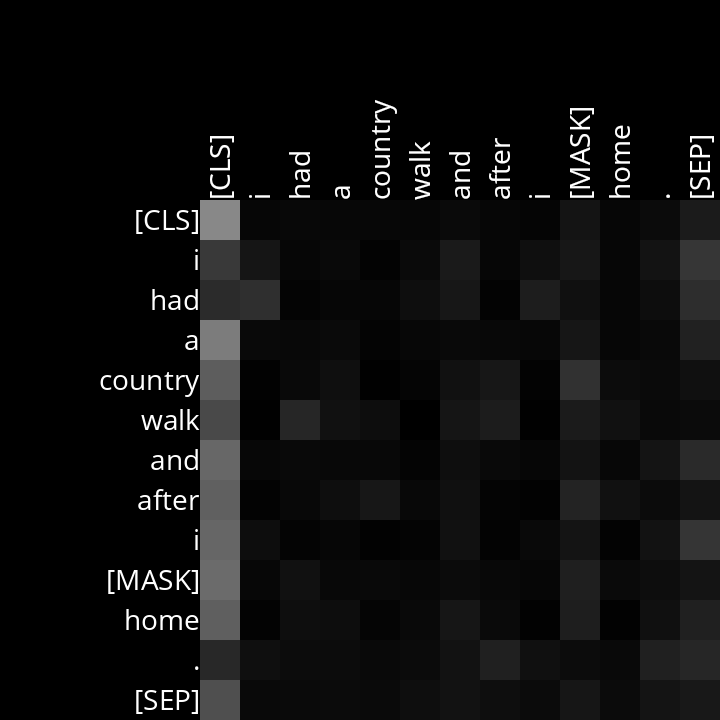 [CLS] i had a country walk and after i [MASK] home . [SEP]
[CLS]
i
had
a
country
walk
and
after
i
[MASK]
home
.
[SEP]